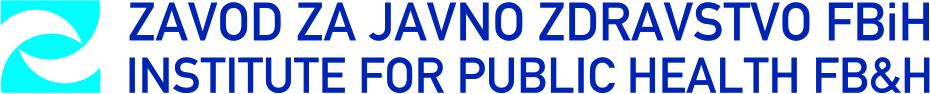 ZAVOD ZA JAVNO ZDRAVSTVO FBiH
INSTITUTE FOR PUBLIC HEALTH FB&H